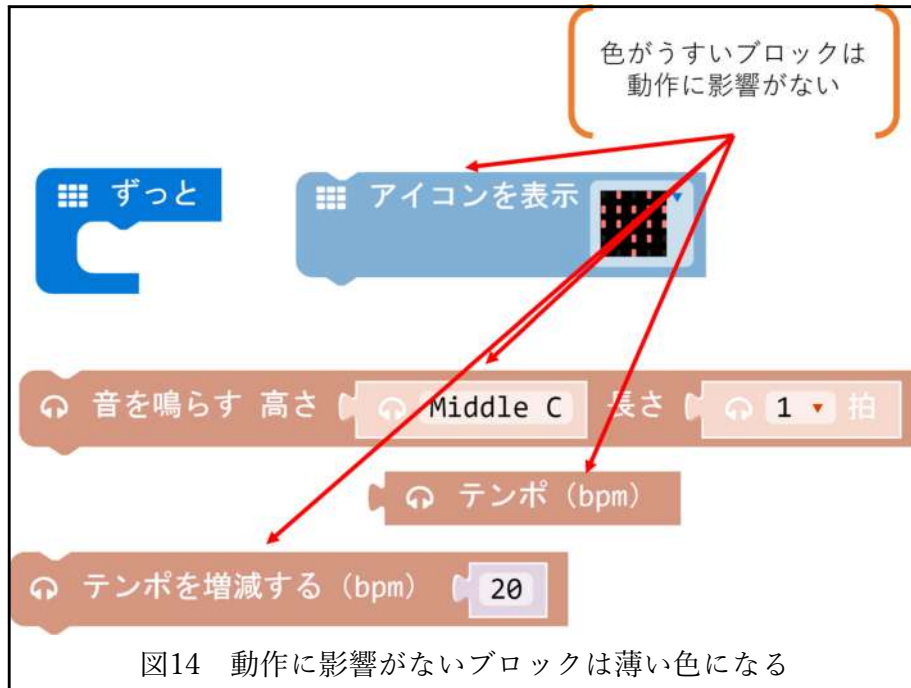 色がうすいブロックは
動作に影響がない
ずっと
アイコンを表示
音を鳴らす 高さ Middle C 長さ 1 拍
テンポ（bpm）
テンポを増減する（bpm） 20
図14　動作に影響がないブロックは薄い色になる